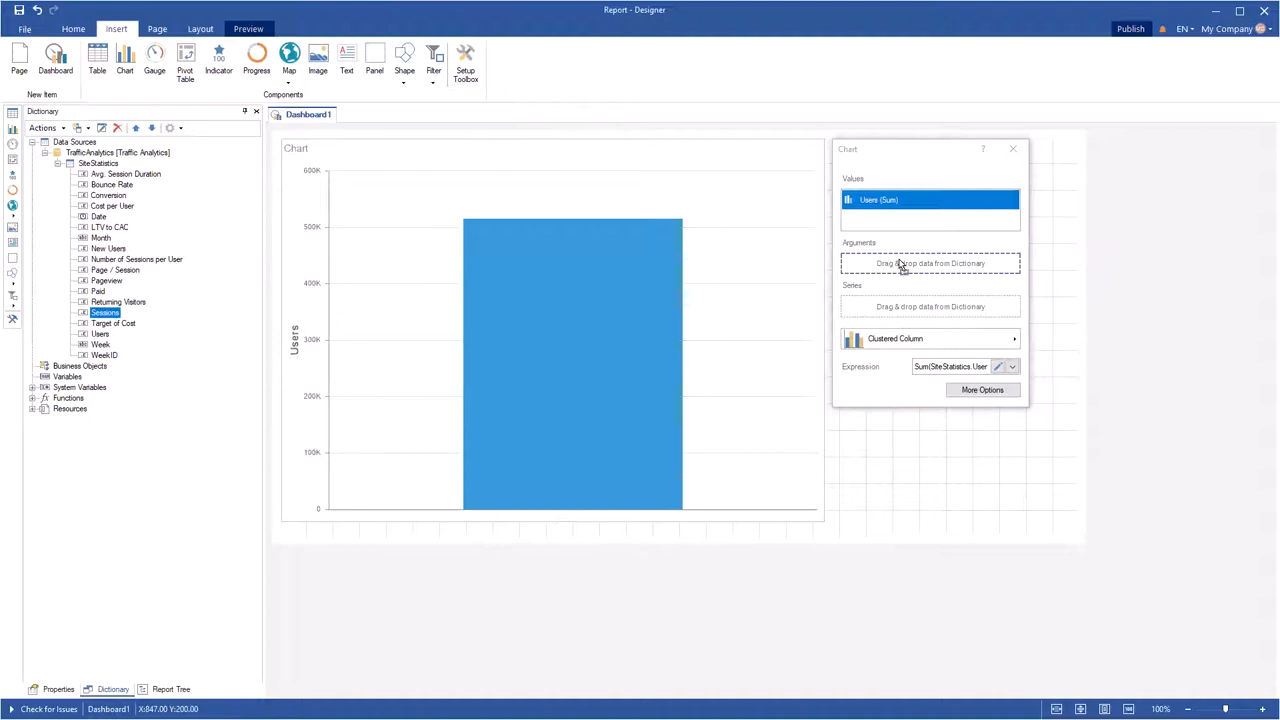 Report - Designer
File Home Insert Page Layout Preview Publish EN My Company
Page Dashboard Table Chart Gauge Pivot Table Indicator Progress Map Image Text Panel Shape Filter Setup Toolbox
New Item Components
Dictionary
Dashboard1
Actions
Data Sources
TrafficAnalytics [Traffic Analytics]
SiteStatistics
Avg. Session Duration
Bounce Rate
Conversion
Cost per User
Date
LTV to CAC
Month
New Users
Number of Sessions per User
Page / Session
Pageview
Paid
Returning Visitors
Sessions
Target of Cost
Users
Week
WeekID
Business Objects
Variables
System Variables
Functions
Resources
Chart
600K
500K
400K
300K
200K
100K
0
Users
Chart ?
Values
Users (Sum)
Arguments
Drag & drop data from Dictionary
Series
Drag & drop data from Dictionary
Clustered Column
Expression Sum(SiteStatistics.User
More Options
Properties Dictionary Report Tree
Check for Issues Dashboard1 X:847.00 Y:200.00 100%